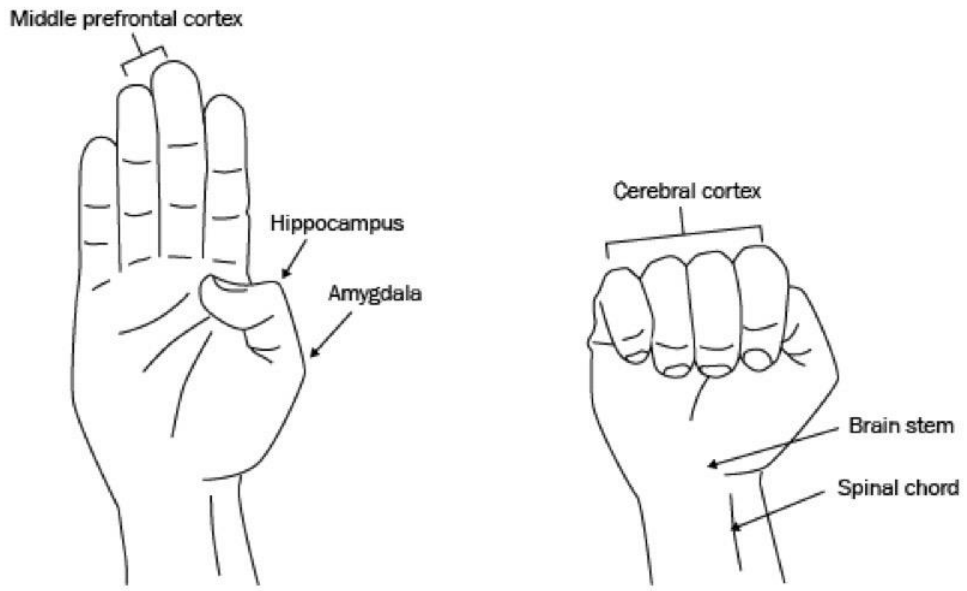 Middle prefrontal cortex
Hippocampus
Amygdala
Cerebral cortex
Brain stem
Spinal chord